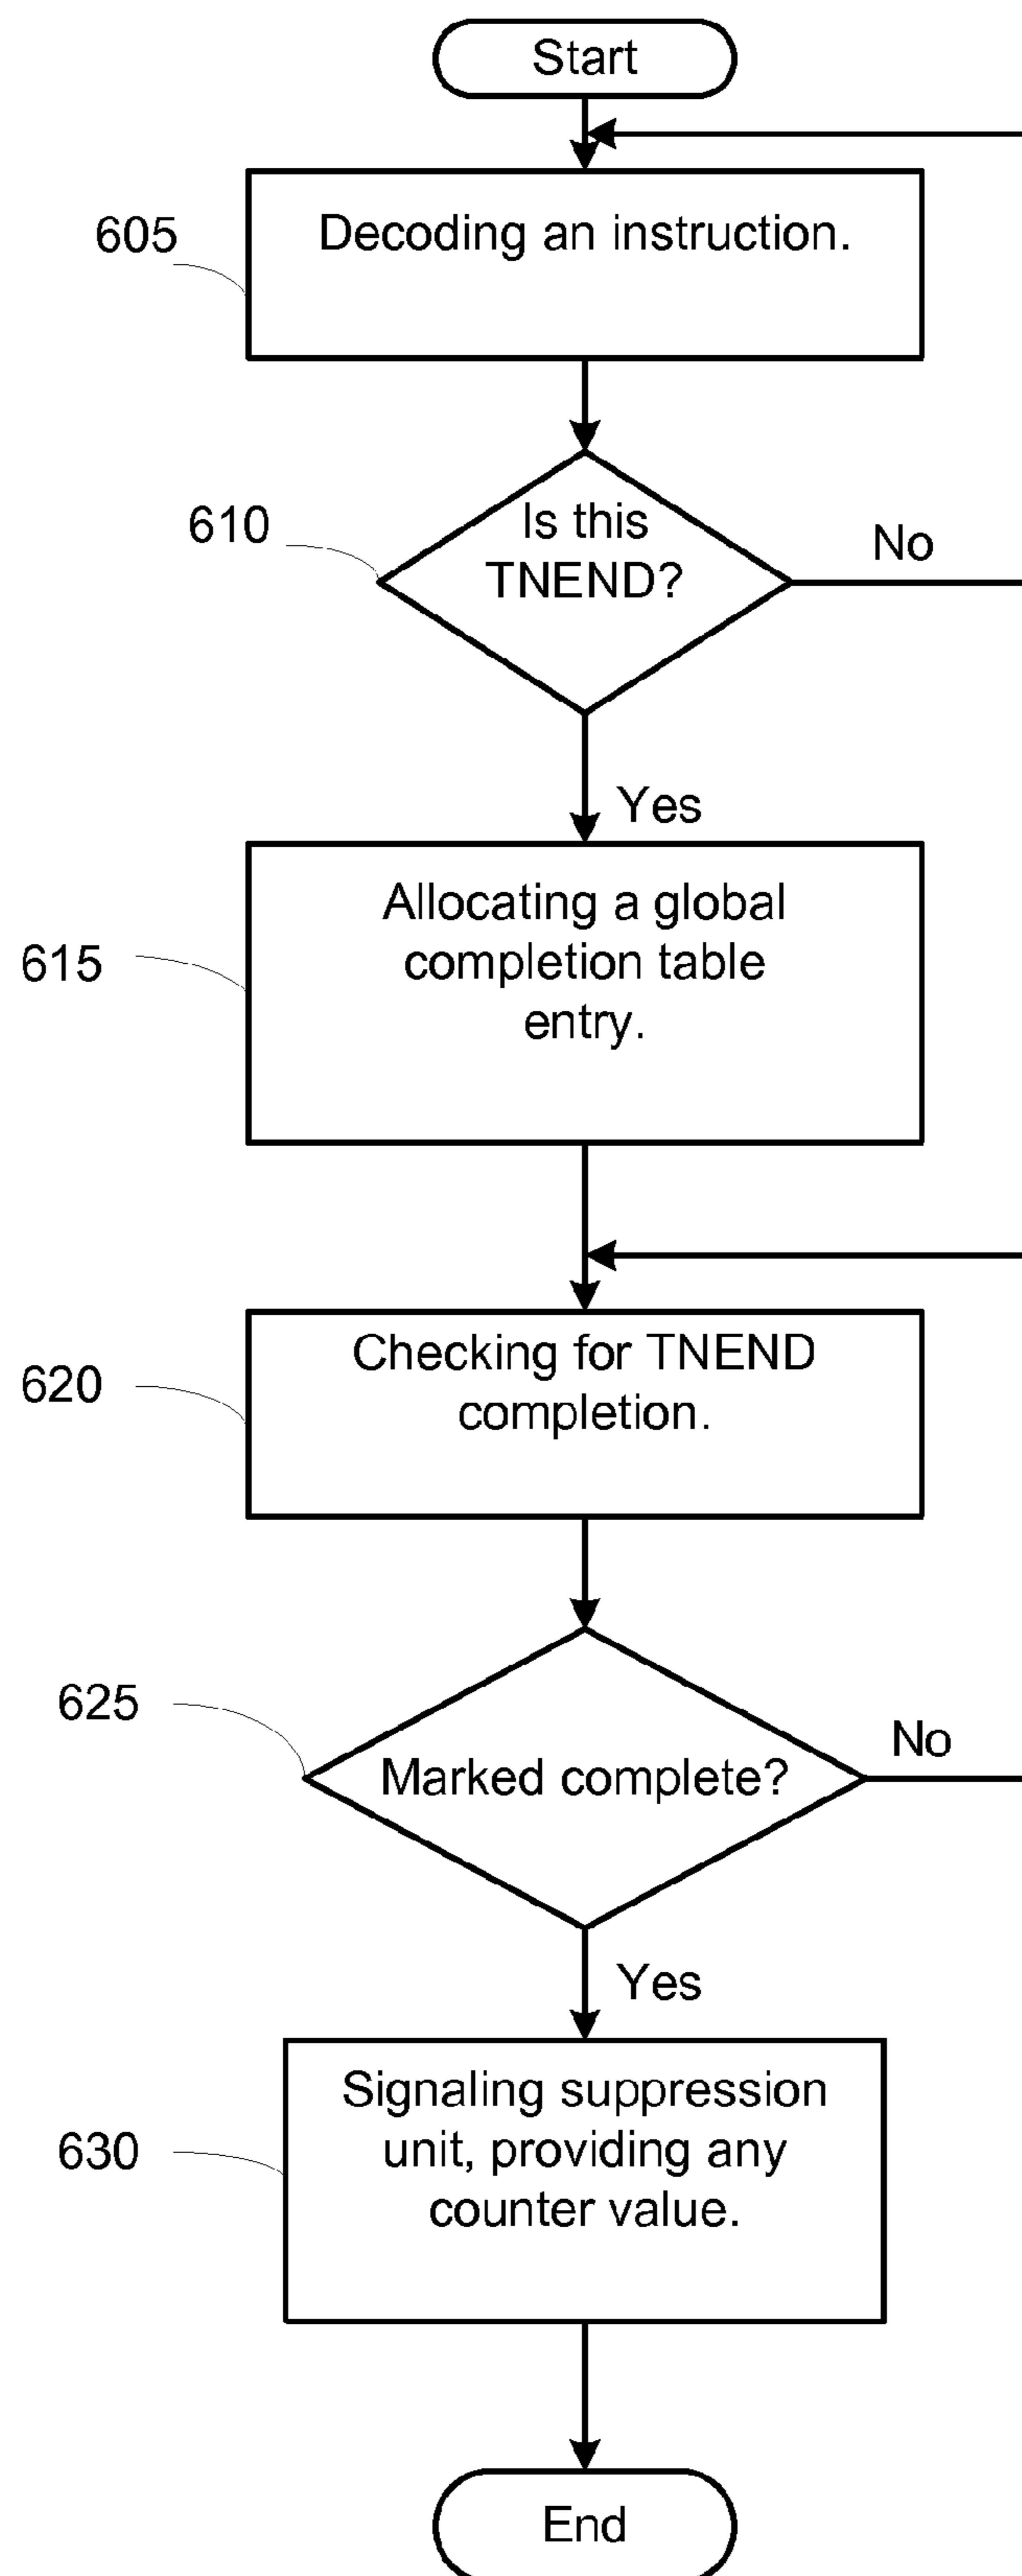 Start
605
Decoding an instruction.
610
Is this
TNEND?
No
Yes
615
Allocating a global
completion table
entry.
620
Checking for TNEND
completion.
625
Marked complete?
No
Yes
630
Signaling suppression
unit, providing any
counter value.
End